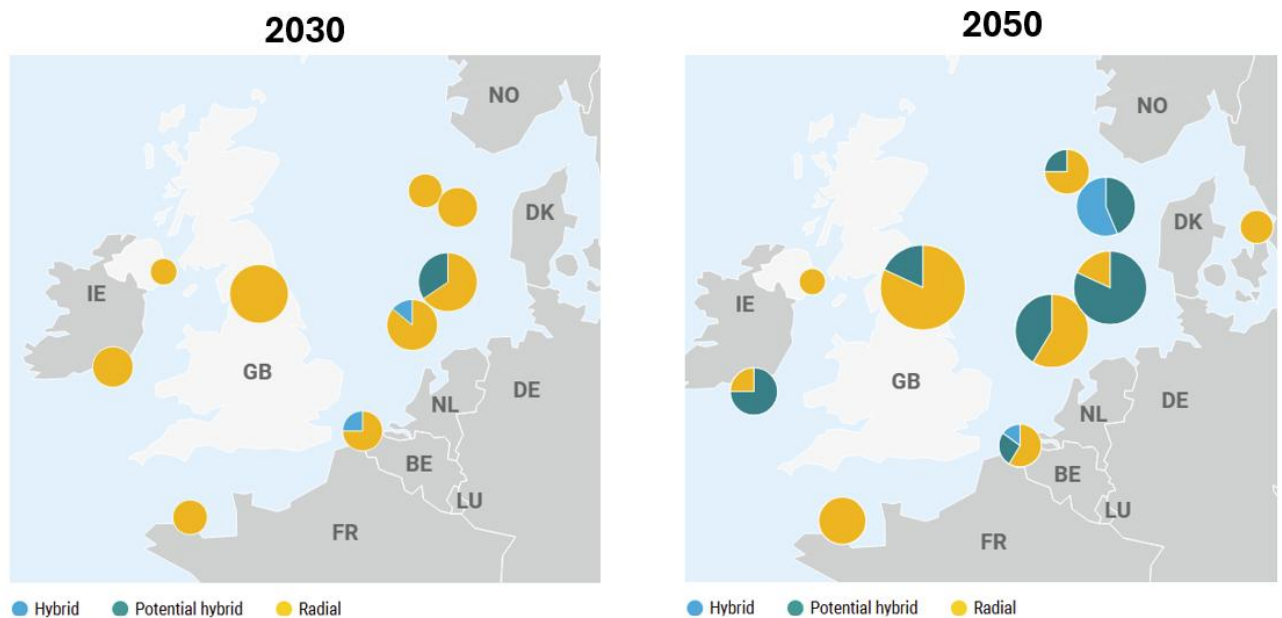 2030
NO
DK
IE
GB
NL
DE
BE
LU
FR
Hybrid Potential hybrid Radial
2050
NO
DK
IE
GB
NL
DE
BE
LU
FR
Hybrid Potential hybrid Radial